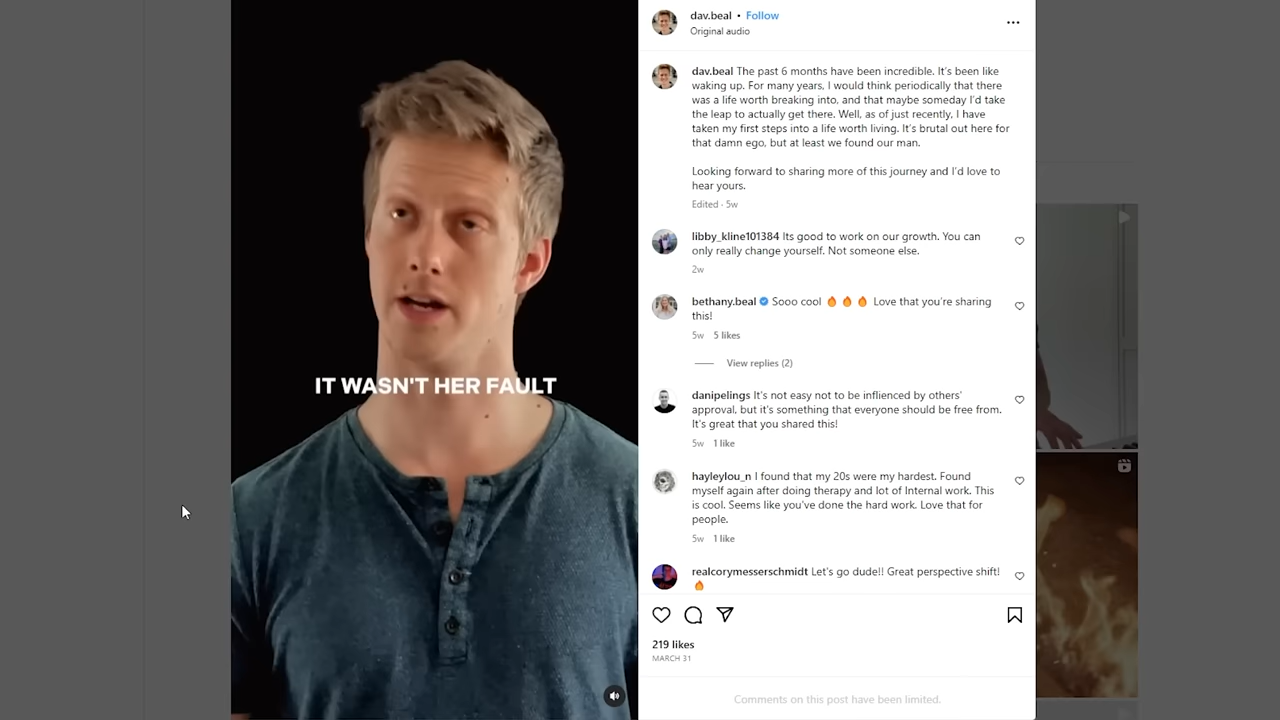 IT WASN'T HER FAULT
dav.beal • Follow
Original audio
dav.beal The past 6 months have been incredible. It's been like
waking up. For many years, I would think periodically that there
was a life worth breaking into, and that maybe someday I'd take
the leap to actually get there. Well, as of just recently, I have
taken my first steps into a life worth living. It's brutal out here for
that damn ego, but at least we found our man.
Looking forward to sharing more of this journey and I'd love to
hear yours.
Edited · 5w
libby_kline101384 Its good to work on our growth. You can
only really change yourself. Not someone else.
2w
bethany.beal Sooo cool 🔥 🔥 🔥 Love that you're sharing
this!
5w 5 likes
View replies (2)
danipelings It's not easy not to be inflienced by others'
approval, but it's something that everyone should be free from.
It's great that you shared this!
5w 1 like
hayleylou_n I found that my 20s were my hardest. Found
myself again after doing therapy and lot of Internal work. This
is cool. Seems like you've done the hard work. Love that for
people.
5w 1 like
realcorymesserschmidt Let's go dude!! Great perspective shift!
🔥
219 likes
MARCH 31
Comments on this post have been limited.